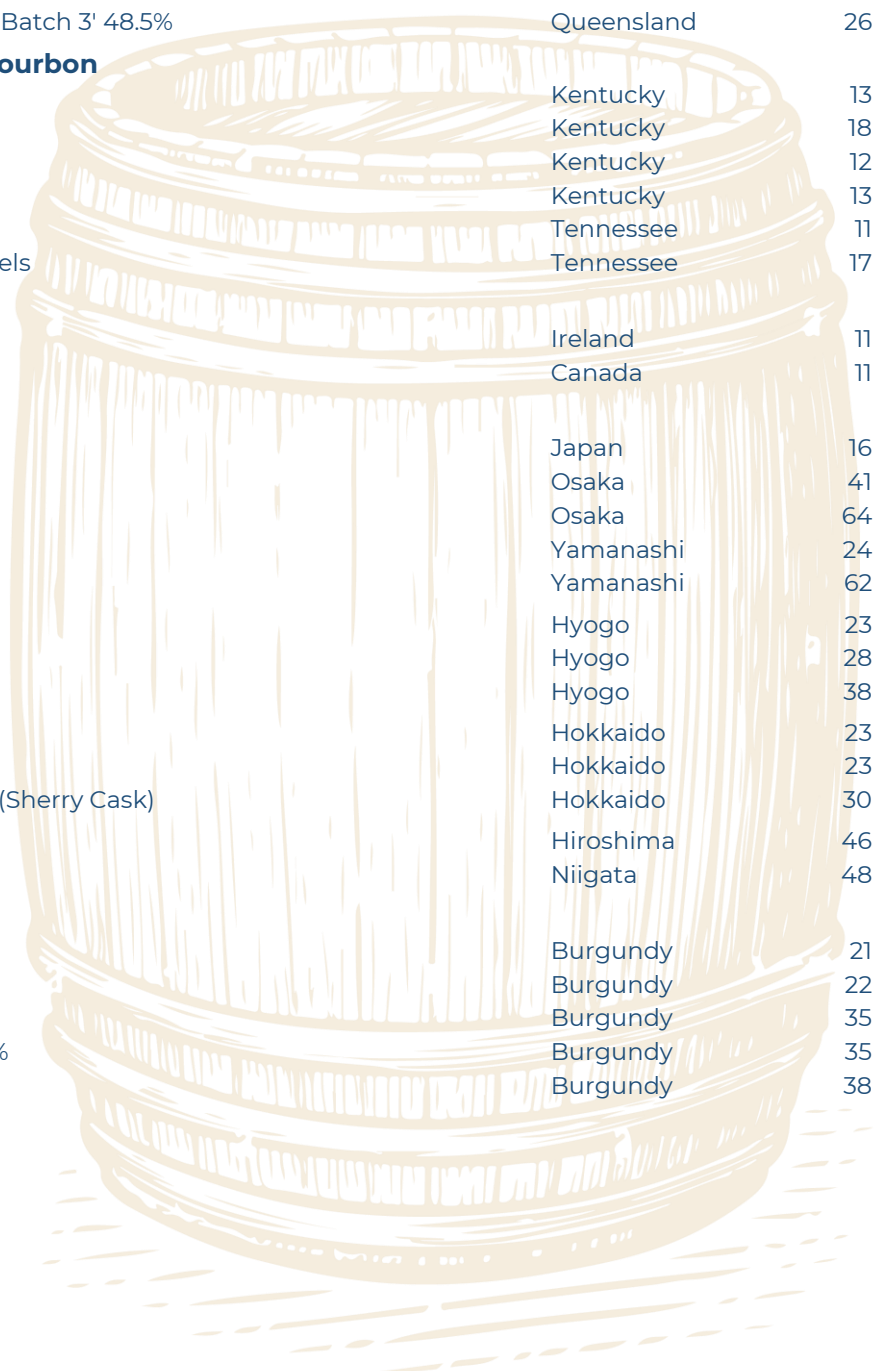 Batch 3' 48.5% Queensland 26
ourbon
Kentucky 13
Kentucky 18
Kentucky 12
Kentucky 13
Tennessee 11
els Tennessee 17
Ireland 11
Canada 11
Japan 16
Osaka 41
Osaka 64
Yamanashi 24
Yamanashi 62
Hyogo 23
Hyogo 28
Hyogo 38
Hokkaido 23
Hokkaido 23
(Sherry Cask) Hokkaido 30
Hiroshima 46
Niigata 48
Burgundy 21
Burgundy 22
Burgundy 35
% Burgundy 35
Burgundy 38